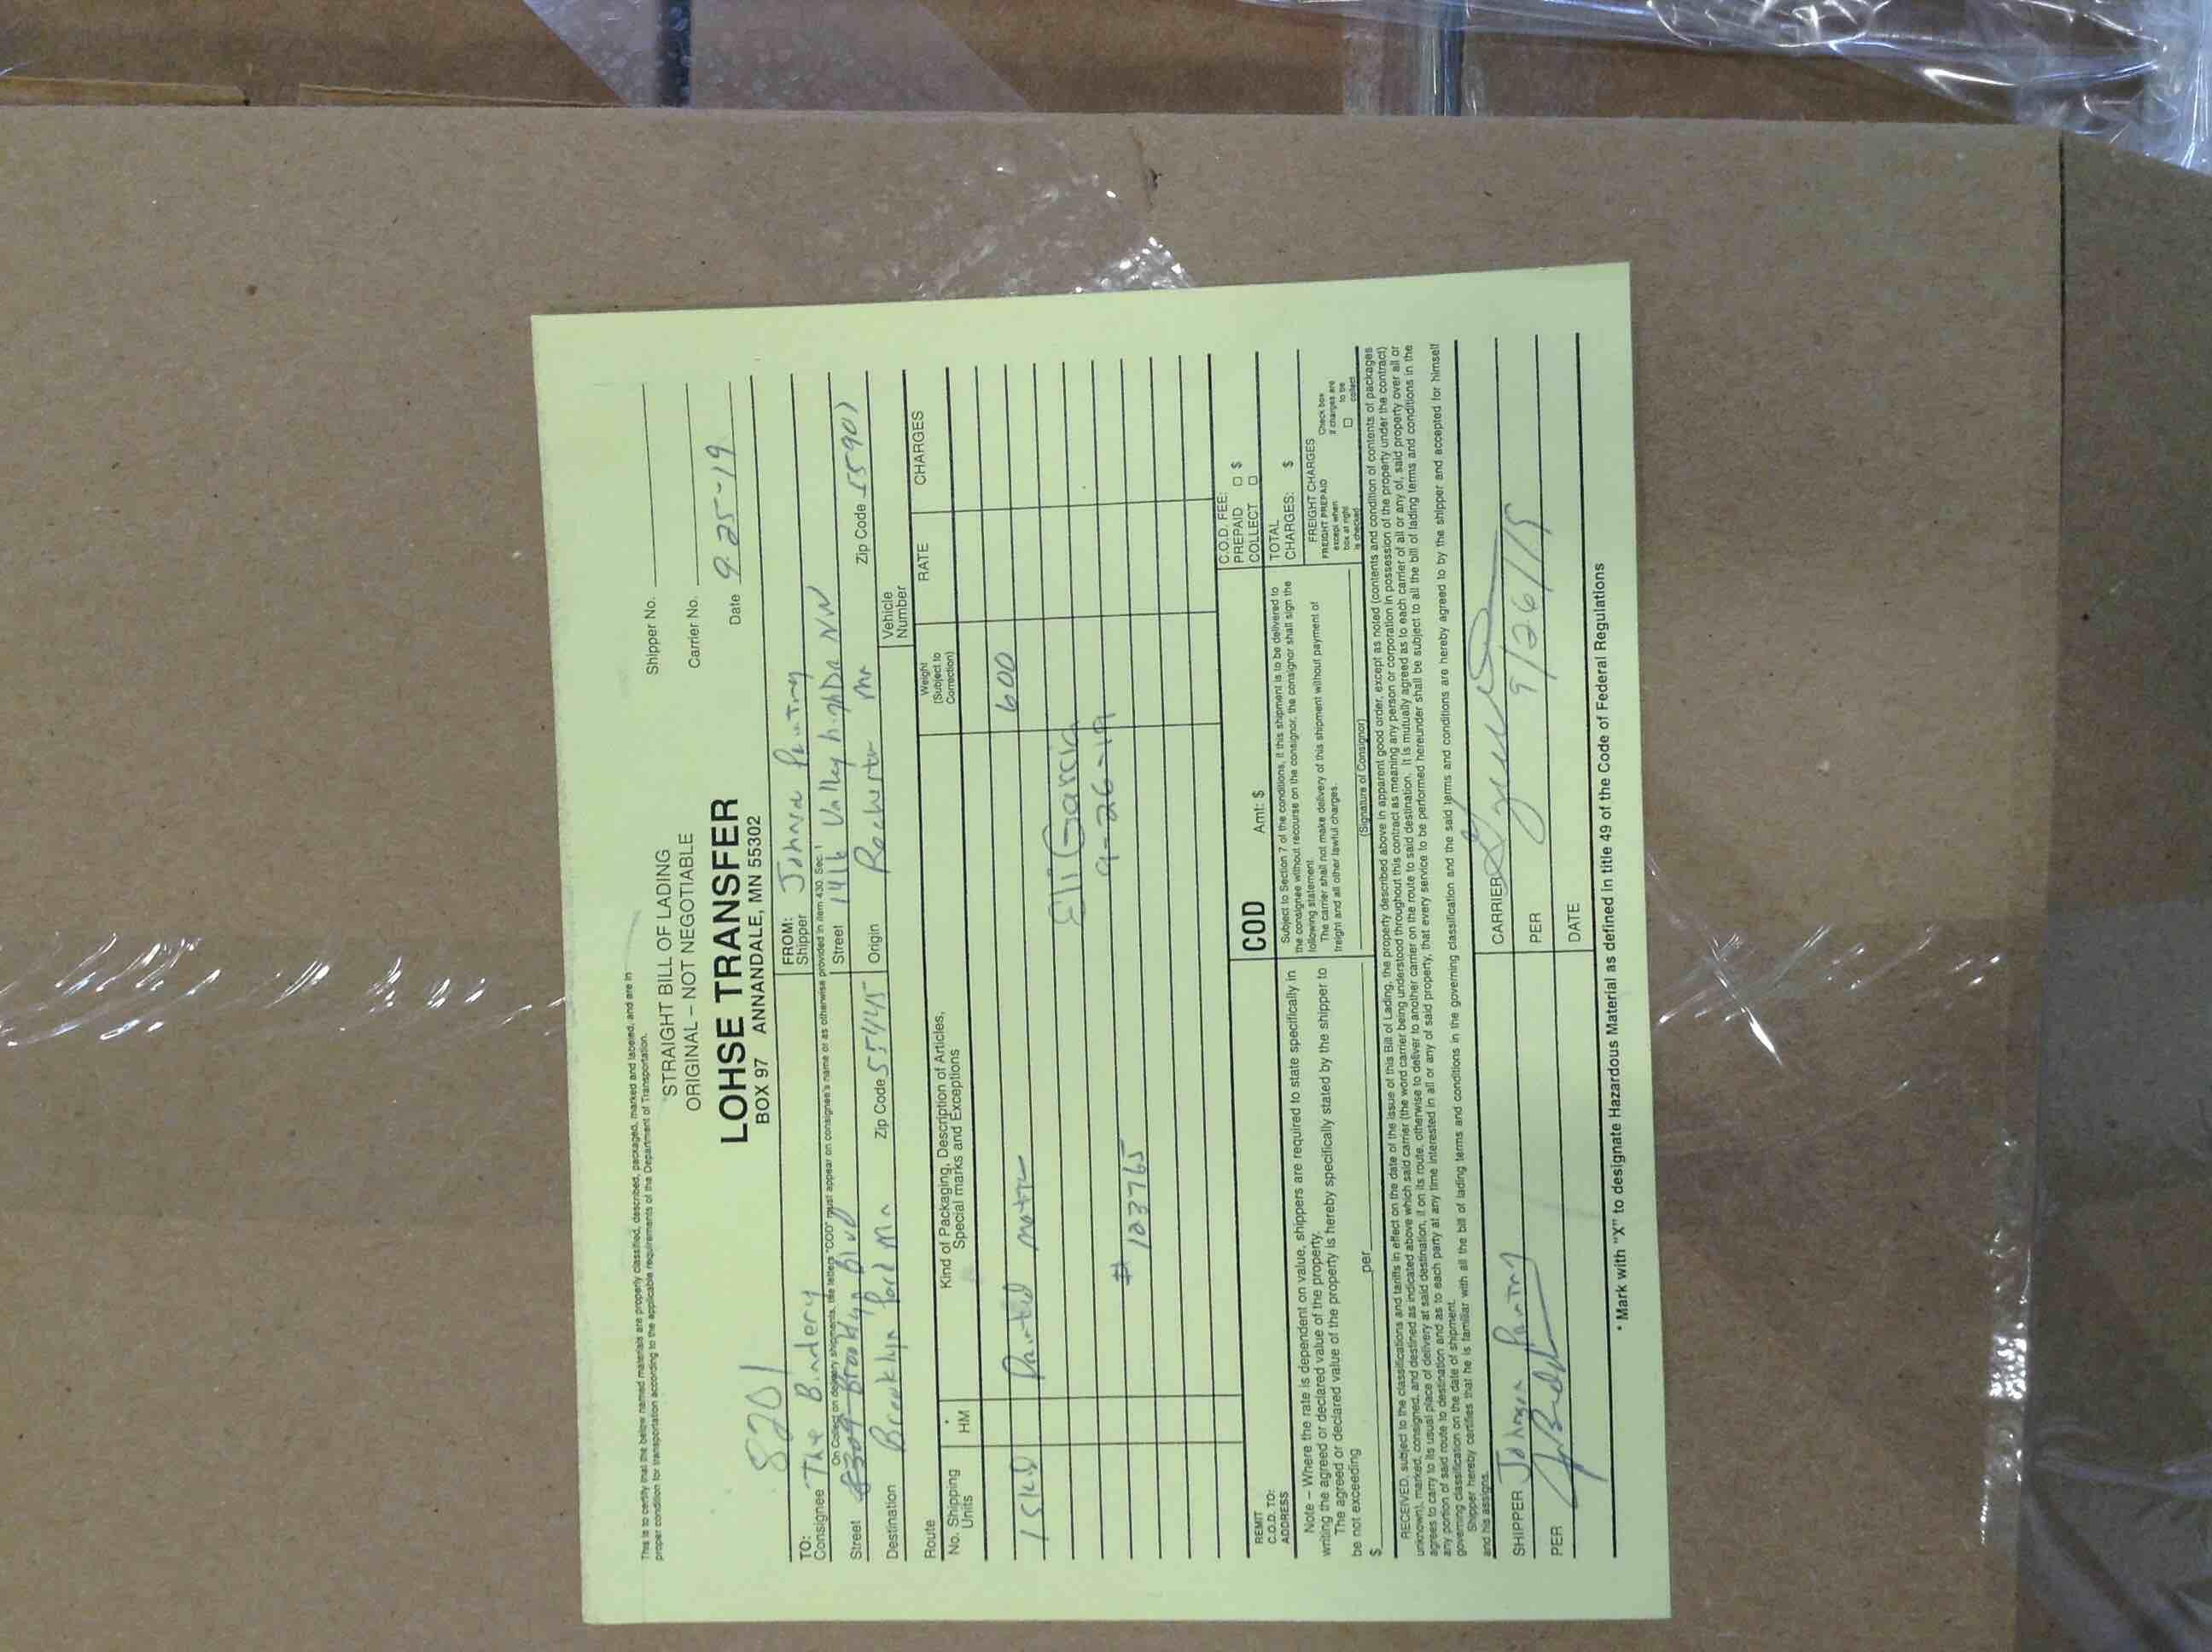 This is to certify that the below named materials are properly classified, described, packaged, marked and labeled, and are in
proper condition for transportation according to the applicable requirements of the Department of Transportation.
STRAIGHT BILL OF LADING
ORIGINAL – NOT NEGOTIABLE
Shipper No.
Carrier No.
LOHSE TRANSFER
BOX 97 ANNANDALE, MN 55302
Date 9-25-19
8201
TO:
Consignee The Bindery
FROM:
Shipper Johnson Printing
On Collect on delivery shipments, the letters "COD" must appear on consignee's name or as otherwise provided in item 430, Sec. 1
Street Brooklyn Blvd
Street 1416 Valley high Dr NW
Destination Brooklyn Park Mn Zip Code 55445
Origin Rochester Mn Zip Code 55901
Route
Vehicle
Number
No. Shipping
Units
* HM
Kind of Packaging, Description of Articles,
Special marks and Exceptions
Weight
(Subject to
Correction)
RATE
CHARGES
1 SKD Printed matter 600
Eli Garcia
9-26-19
# 103765
REMIT
C.O.D. TO:
ADDRESS
COD Amt: $
C.O.D. FEE:
PREPAID □ $
COLLECT □
Note – Where the rate is dependent on value, shippers are required to state specifically in
writing the agreed or declared value of the property.
The agreed or declared value of the property is hereby specifically stated by the shipper to
be not exceeding
$ per
Subject to Section 7 of the conditions, if this shipment is to be delivered to
the consignee without recourse on the consignor, the consignor shall sign the
following statement.
The carrier shall not make delivery of this shipment without payment of
freight and all other lawful charges.
(Signature of Consignor)
TOTAL
CHARGES: $
FREIGHT CHARGES
FREIGHT PREPAID
except when
box at right
is checked
Check box
if charges are
□ to be
collect
RECEIVED, subject to the classifications and tariffs in effect on the date of the issue of this Bill of Lading, the property described above in apparent good order, except as noted (contents and condition of contents of packages
unknown), marked, consigned, and destined as indicated above which said carrier (the word carrier being understood throughout this contract as meaning any person or corporation in possession of the property under the contract)
agrees to carry to its usual place of delivery at said destination, if on its route, otherwise to deliver to another carrier on the route to said destination. It is mutually agreed as to each carrier of all or any of, said property over all or
any portion of said route to destination and as to each party at any time interested in all or any of said property, that every service to be performed hereunder shall be subject to all the bill of lading terms and conditions in the
governing classification on the date of shipment.
Shipper hereby certifies that he is familiar with all the bill of lading terms and conditions in the governing classification and the said terms and conditions are hereby agreed to by the shipper and accepted for himself
and his assigns.
SHIPPER Johnson Printing
CARRIER
PER
PER 9/26/19
DATE
* Mark with "X" to designate Hazardous Material as defined in title 49 of the Code of Federal Regulations